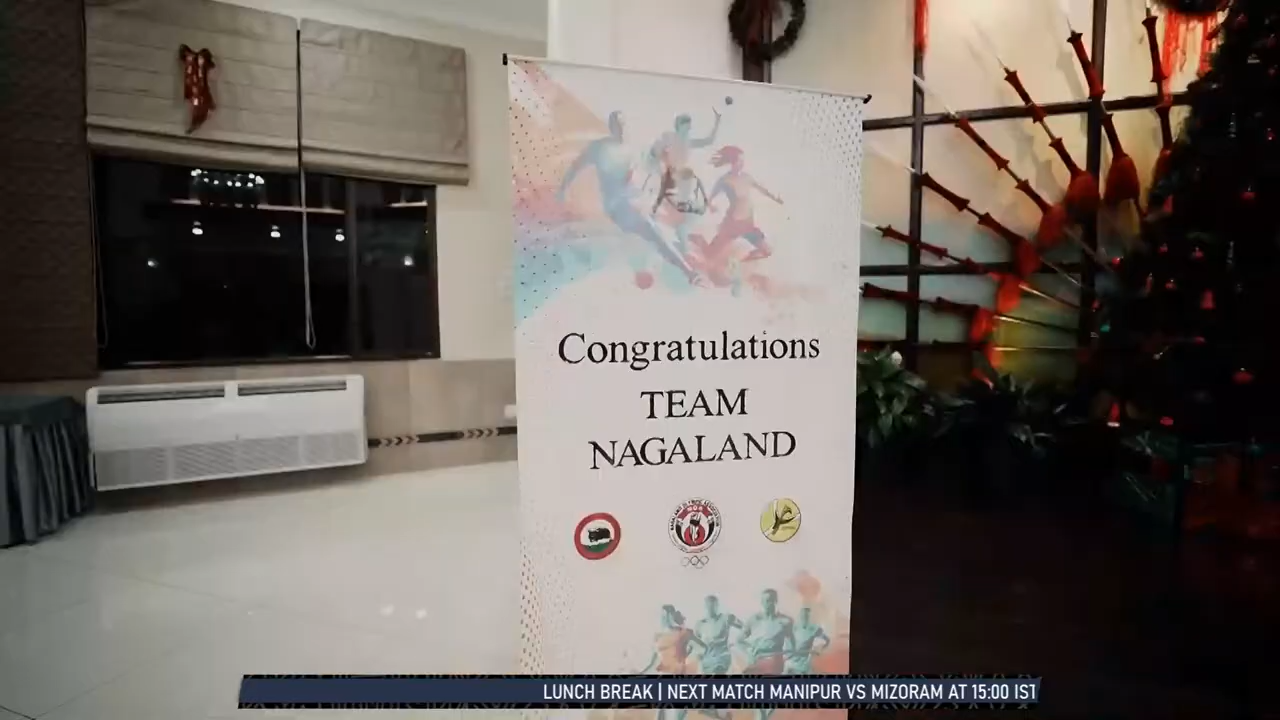 Congratulations
TEAM
NAGALAND
LUNCH BREAK | NEXT MATCH MANIPUR VS MIZORAM AT 15:00 IST